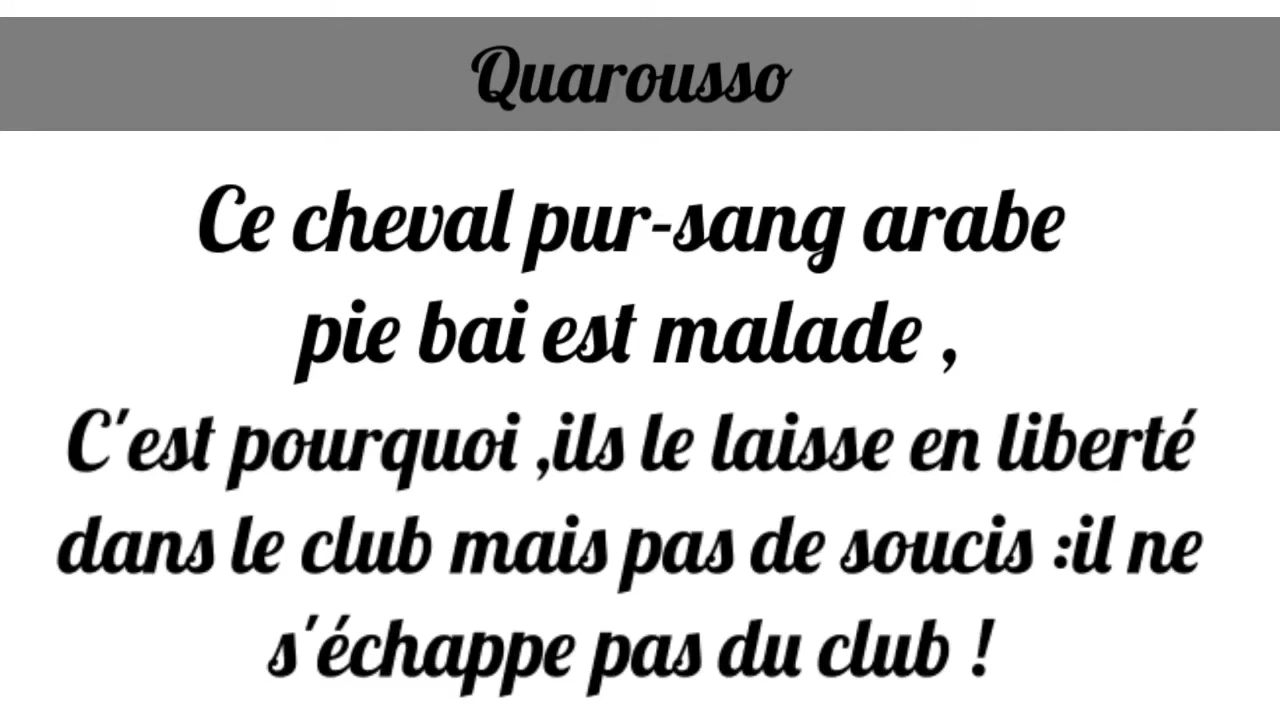 Quarousso
Ce cheval pur-sang arabe
pie bai est malade ,
C'est pourquoi ,ils le laisse en liberté
dans le club mais pas de soucis :il ne
s'échappe pas du club !